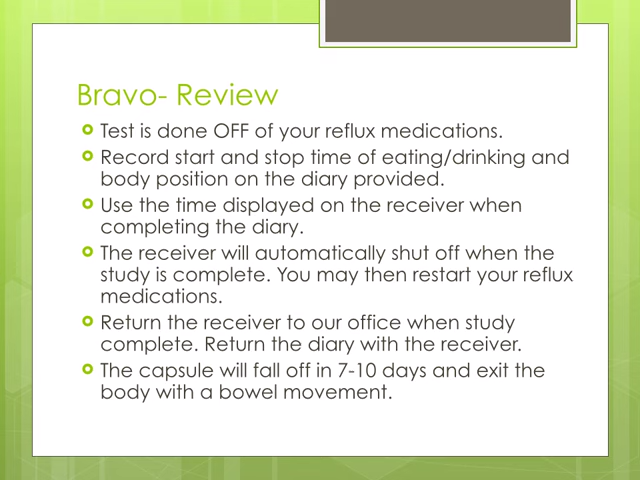 Bravo- Review
Test is done OFF of your reflux medications.
Record start and stop time of eating/drinking and
body position on the diary provided.
Use the time displayed on the receiver when
completing the diary.
The receiver will automatically shut off when the
study is complete. You may then restart your reflux
medications.
Return the receiver to our office when study
complete. Return the diary with the receiver.
The capsule will fall off in 7-10 days and exit the
body with a bowel movement.